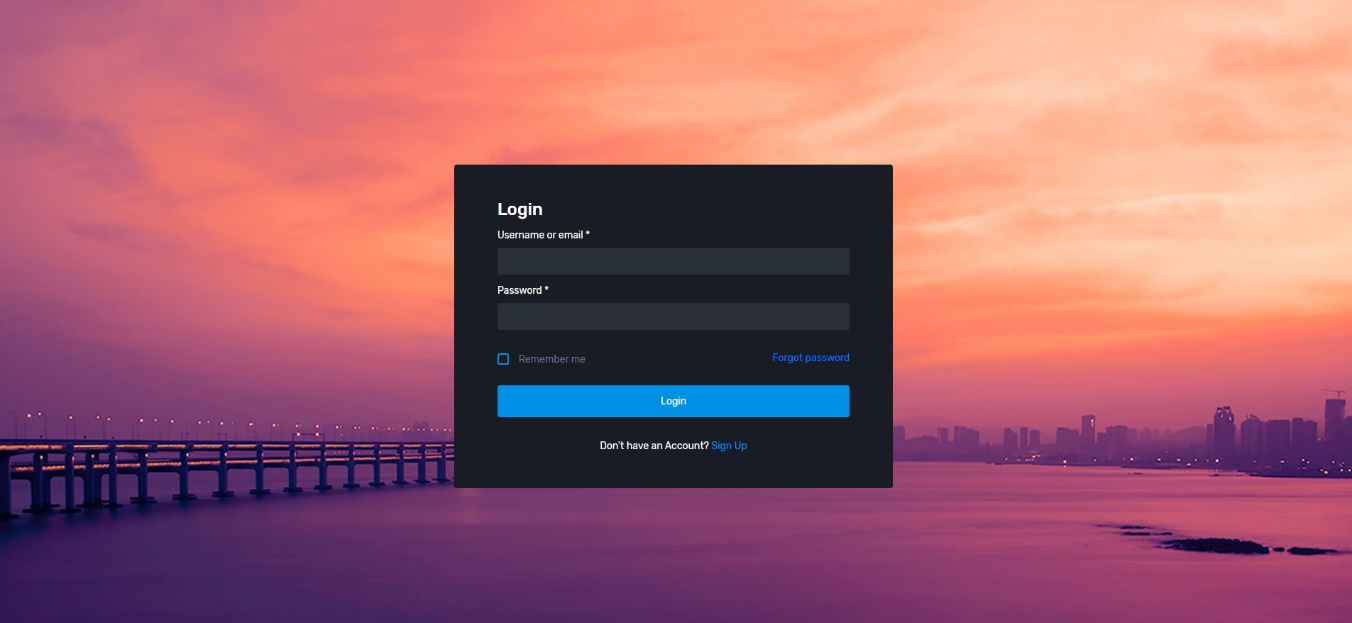 Login
Username or email *
Password *
Remember me
Forgot password
Login
Don't have an Account? Sign Up